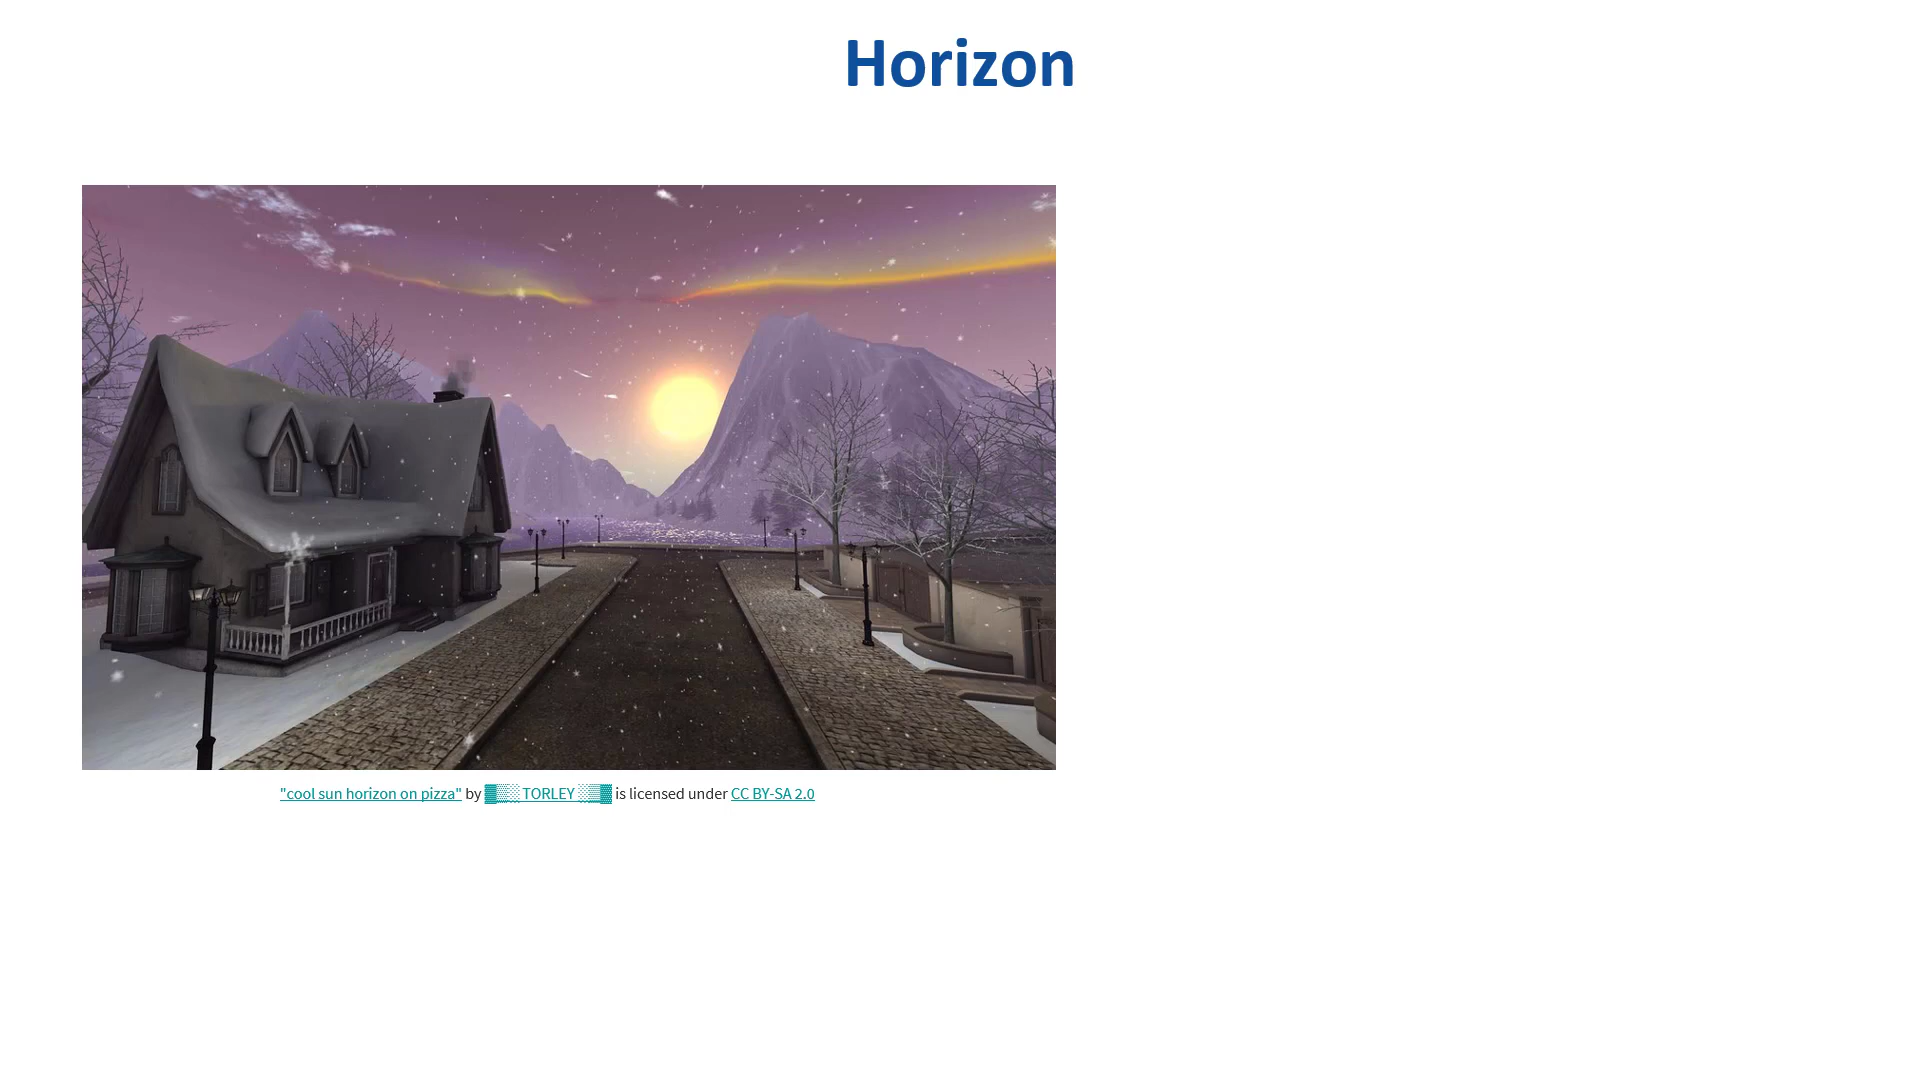 Horizon
"cool sun horizon on pizza" by ▓▒░ TORLEY ░▒▓ is licensed under CC BY-SA 2.0